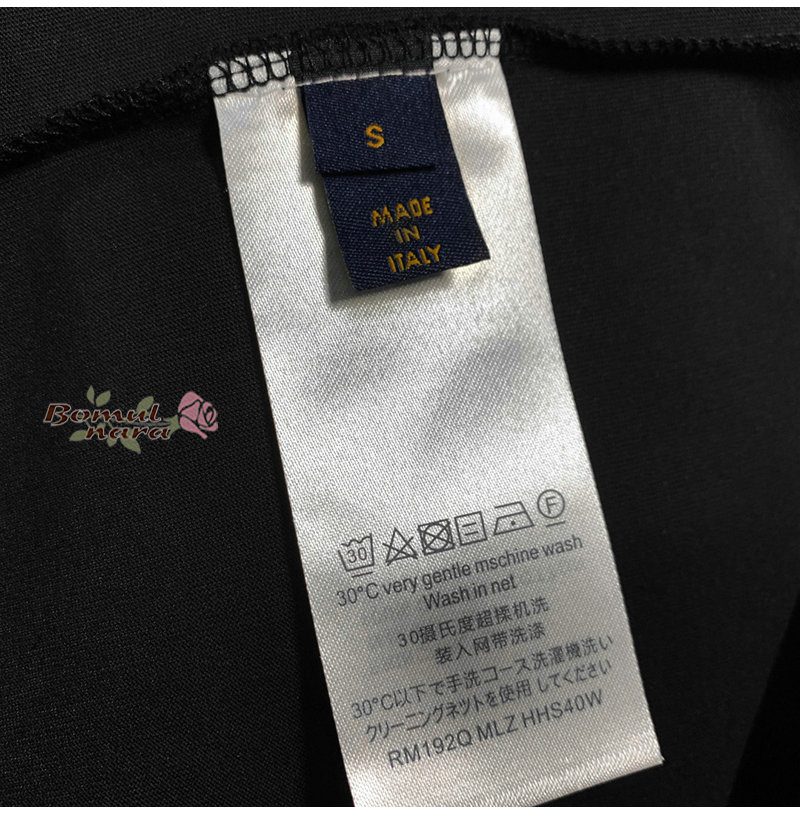 S
MADE
IN
ITALY
Bomul
nara
30
F
30°C very gentle mschine wash
Wash in net
30摄氏度超揉机洗
装入网带洗涤
30°C以下で手洗コース洗濯機洗い
クリーニングネットを使用 してください
RM192Q MLZ HHS40W